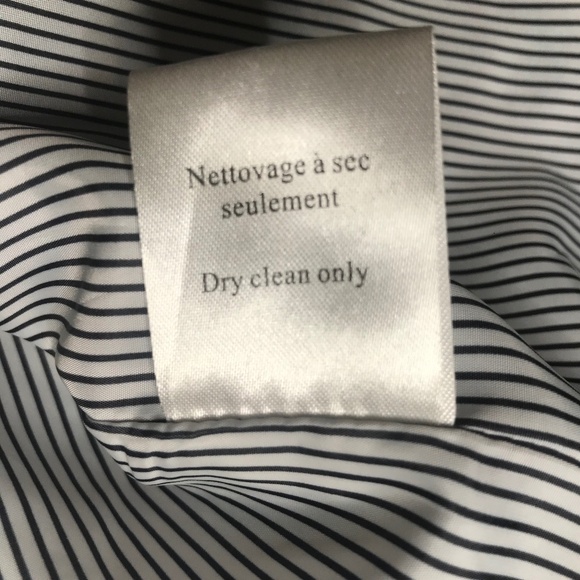 Nettovage à sec
seulement
Dry clean only